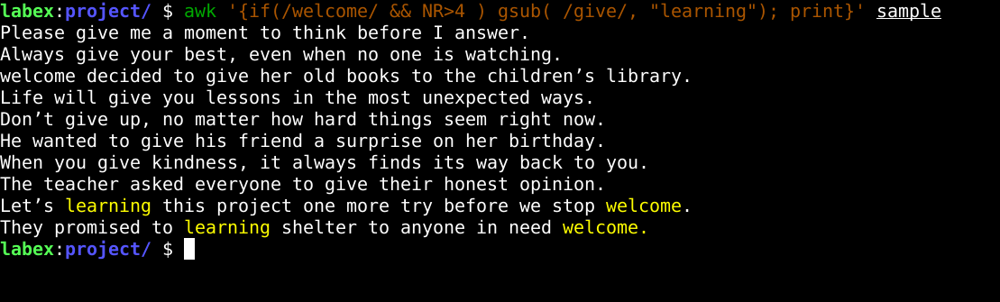 labex:project/ $ awk '{if(/welcome/ && NR>4 ) gsub( /give/, "learning"); print}' sample
Please give me a moment to think before I answer.
Always give your best, even when no one is watching.
welcome decided to give her old books to the children’s library.
Life will give you lessons in the most unexpected ways.
Don’t give up, no matter how hard things seem right now.
He wanted to give his friend a surprise on her birthday.
When you give kindness, it always finds its way back to you.
The teacher asked everyone to give their honest opinion.
Let’s learning this project one more try before we stop welcome.
They promised to learning shelter to anyone in need welcome.
labex:project/ $